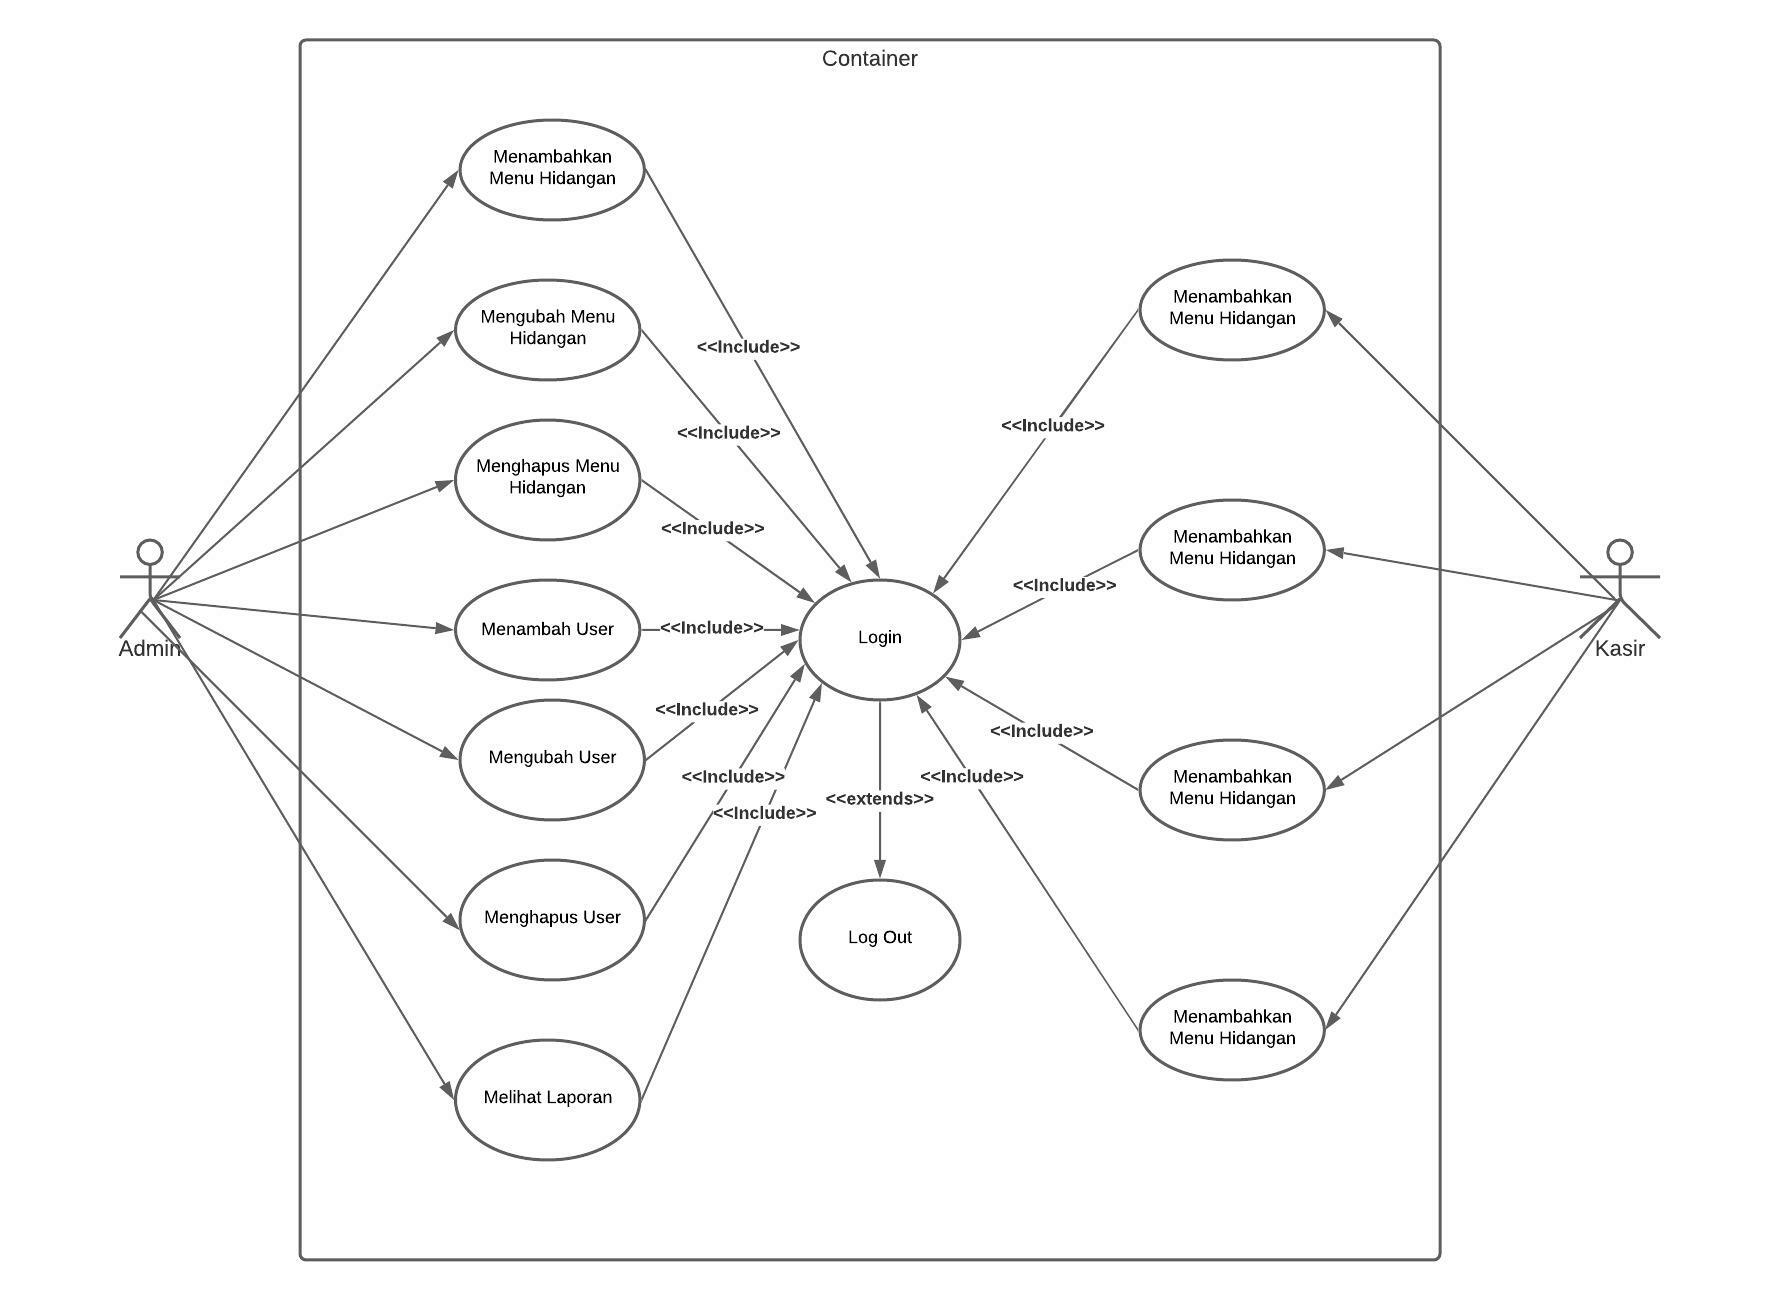 Container
Menambahkan
Menu Hidangan
Mengubah Menu
Hidangan
Menghapus Menu
Hidangan
Menambah User
Mengubah User
Menghapus User
Melihat Laporan
Admin
<<Include>>
<<Include>>
<<Include>>
<<Include>>
<<Include>>
<<Include>>
<<Include>>
Login
<<extends>>
Log Out
<<Include>>
<<Include>>
<<Include>>
<<Include>>
Menambahkan
Menu Hidangan
Menambahkan
Menu Hidangan
Menambahkan
Menu Hidangan
Menambahkan
Menu Hidangan
Kasir